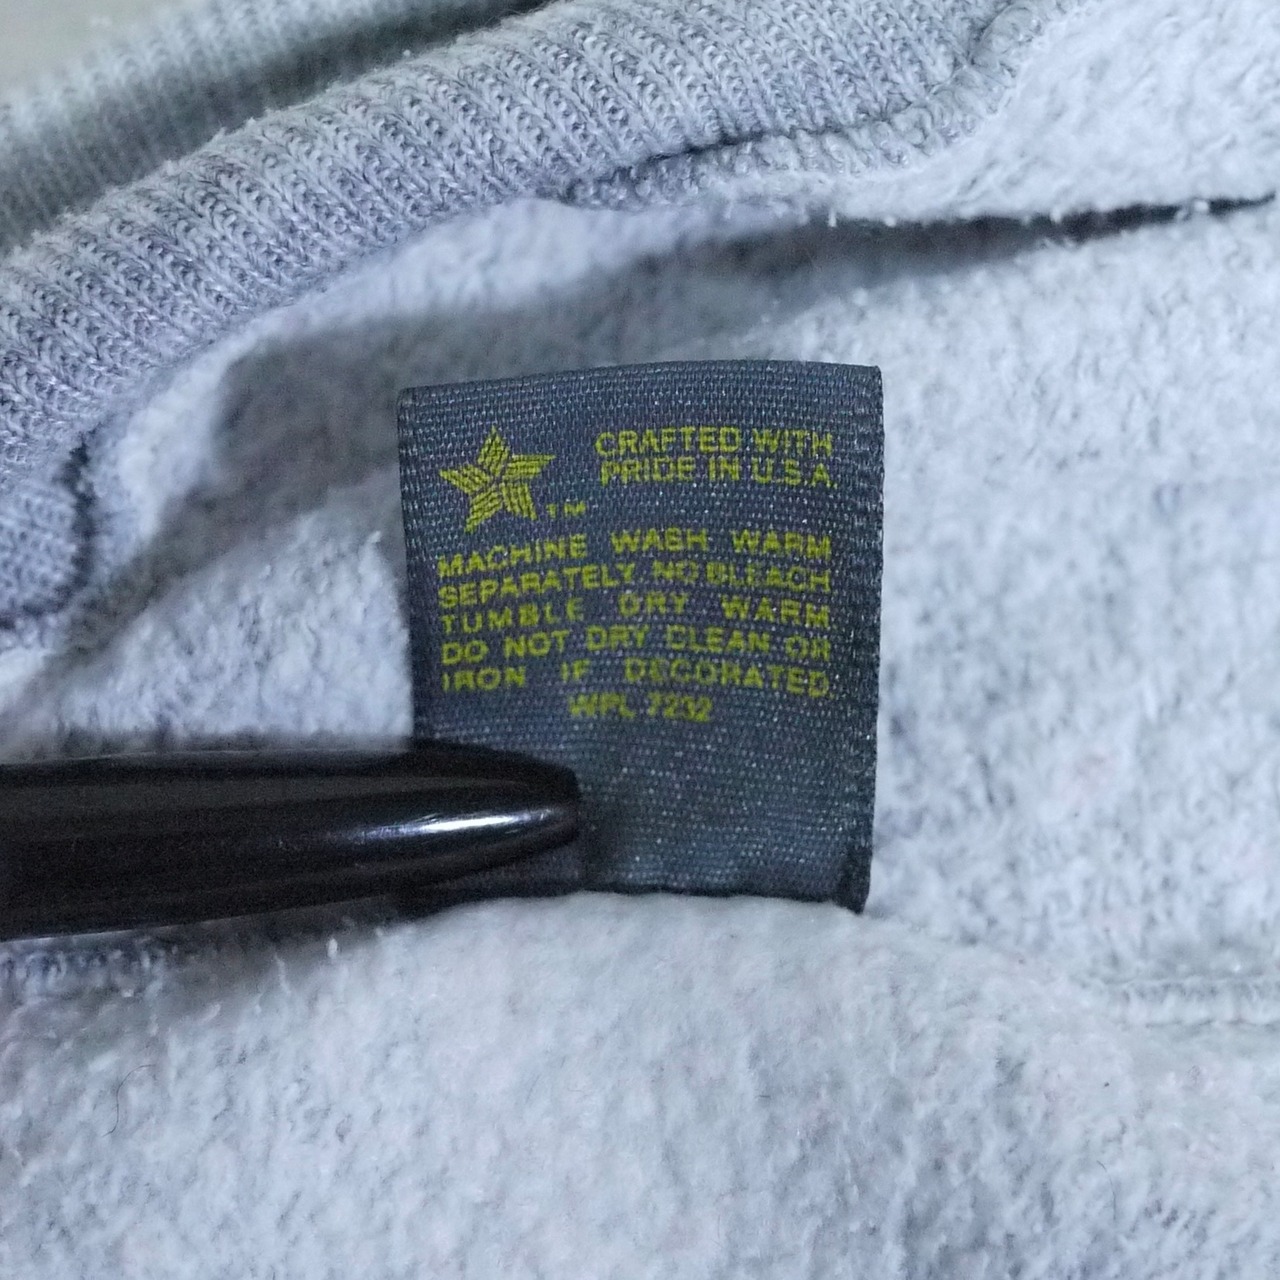 CRAFTED WITH
PRIDE IN U.S.A.
TM
MACHINE WASH WARM
SEPARATELY. NO BLEACH
TUMBLE DRY WARM
DO NOT DRY CLEAN OR
IRON IF DECORATED.
WPL 7232